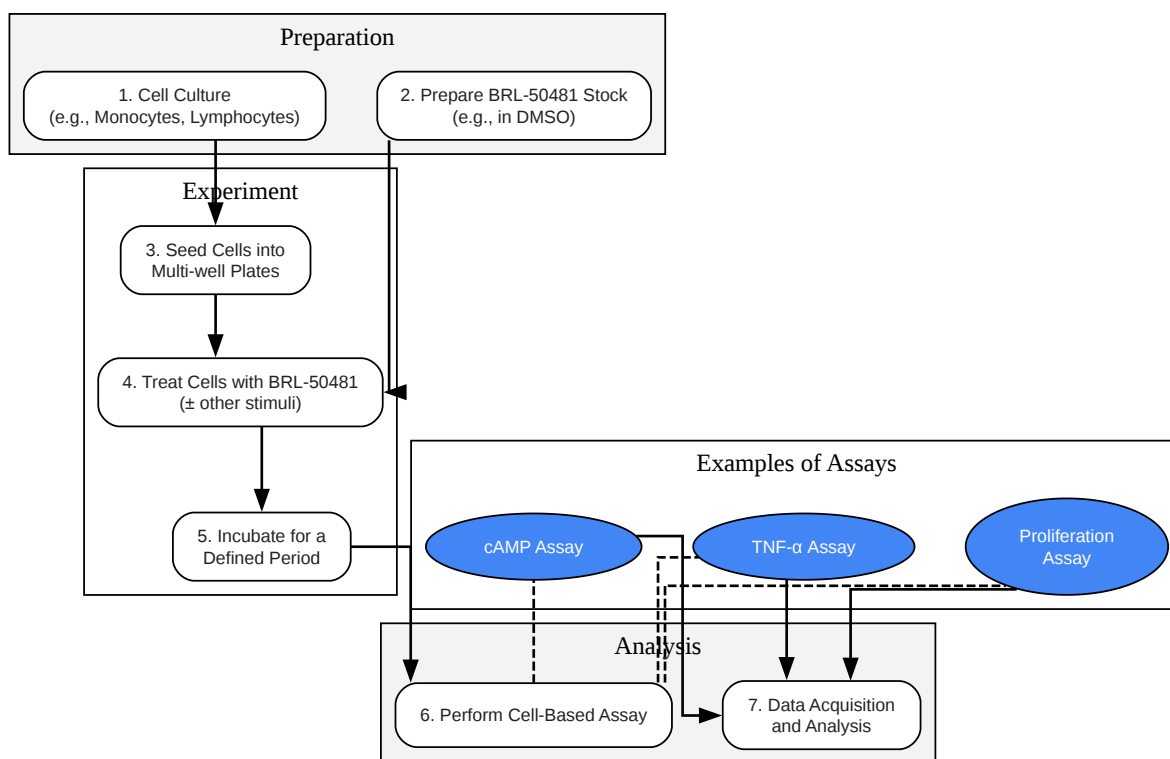 Preparation
1. Cell Culture
(e.g., Monocytes, Lymphocytes)
2. Prepare BRL-50481 Stock
(e.g., in DMSO)
Experiment
3. Seed Cells into
Multi-well Plates
4. Treat Cells with BRL-50481
(± other stimuli)
5. Incubate for a
Defined Period
Examples of Assays
cAMP Assay
TNF-α Assay
Proliferation
Assay
Analysis
6. Perform Cell-Based Assay
7. Data Acquisition
and Analysis